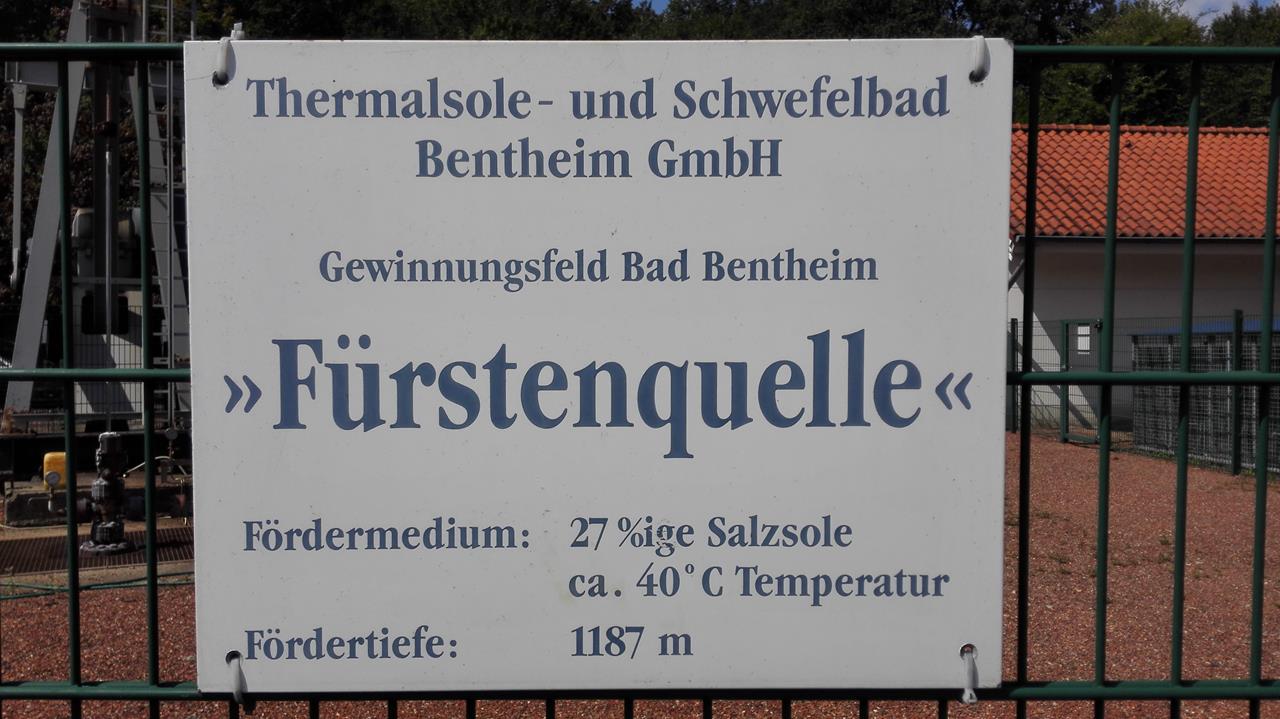 Thermalsole- und Schwefelbad
Bentheim GmbH
Gewinnungsfeld Bad Bentheim
»Fürstenquelle«
Fördermedium: 27 %ige Salzsole
ca. 40°C Temperatur
Fördertiefe: 1187 m